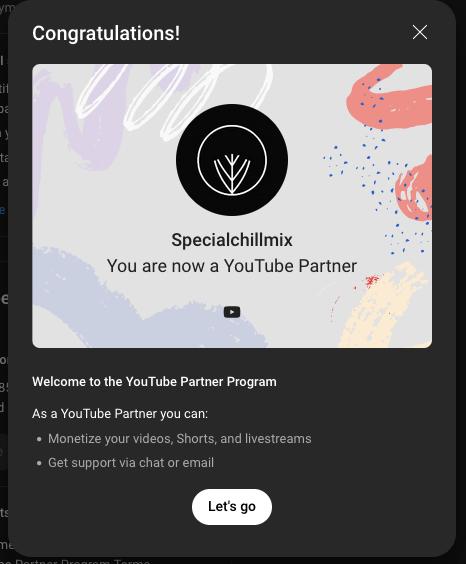 Congratulations!
Specialchillmix
You are now a YouTube Partner
Welcome to the YouTube Partner Program
As a YouTube Partner you can:
• Monetize your videos, Shorts, and livestreams
• Get support via chat or email
Let's go